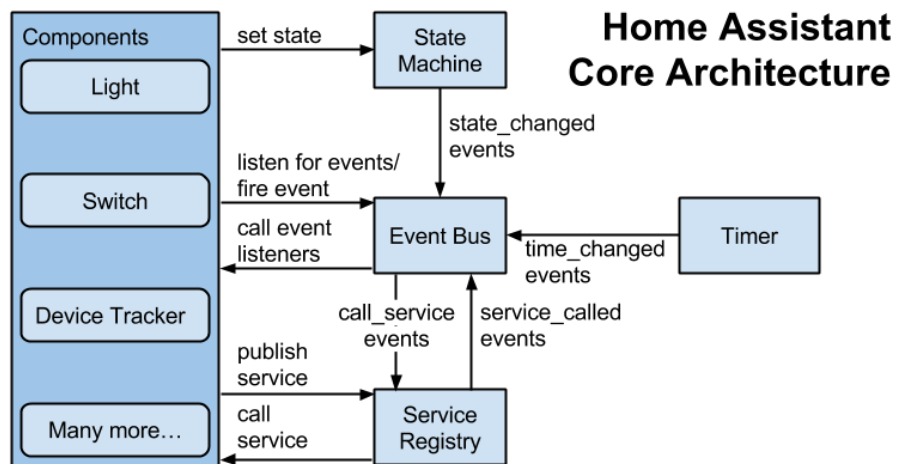 Home Assistant
Core Architecture
Components
Light
Switch
Device Tracker
Many more...
set state
State
Machine
state_changed
events
listen for events/
fire event
call event
listeners
Event Bus
time_changed
events
Timer
call_service
events
service_called
events
publish
service
call
service
Service
Registry